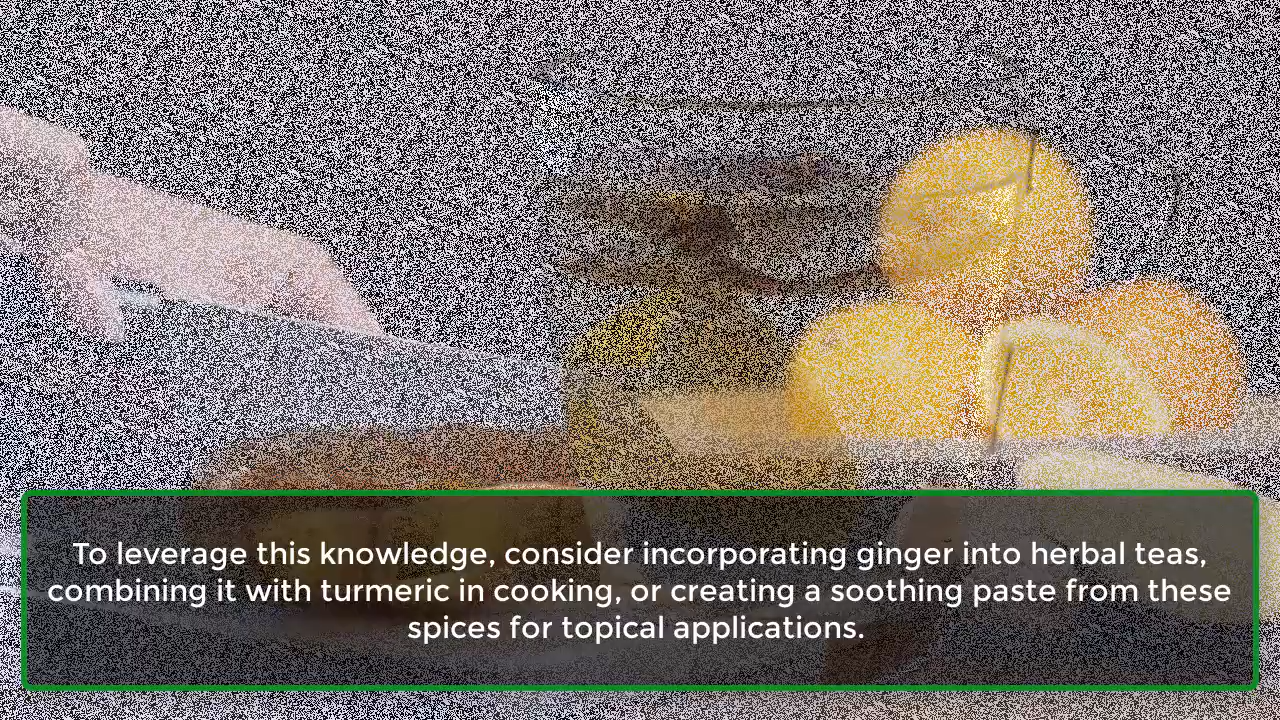 To leverage this knowledge, consider incorporating ginger into herbal teas,
combining it with turmeric in cooking, or creating a soothing paste from these
spices for topical applications.